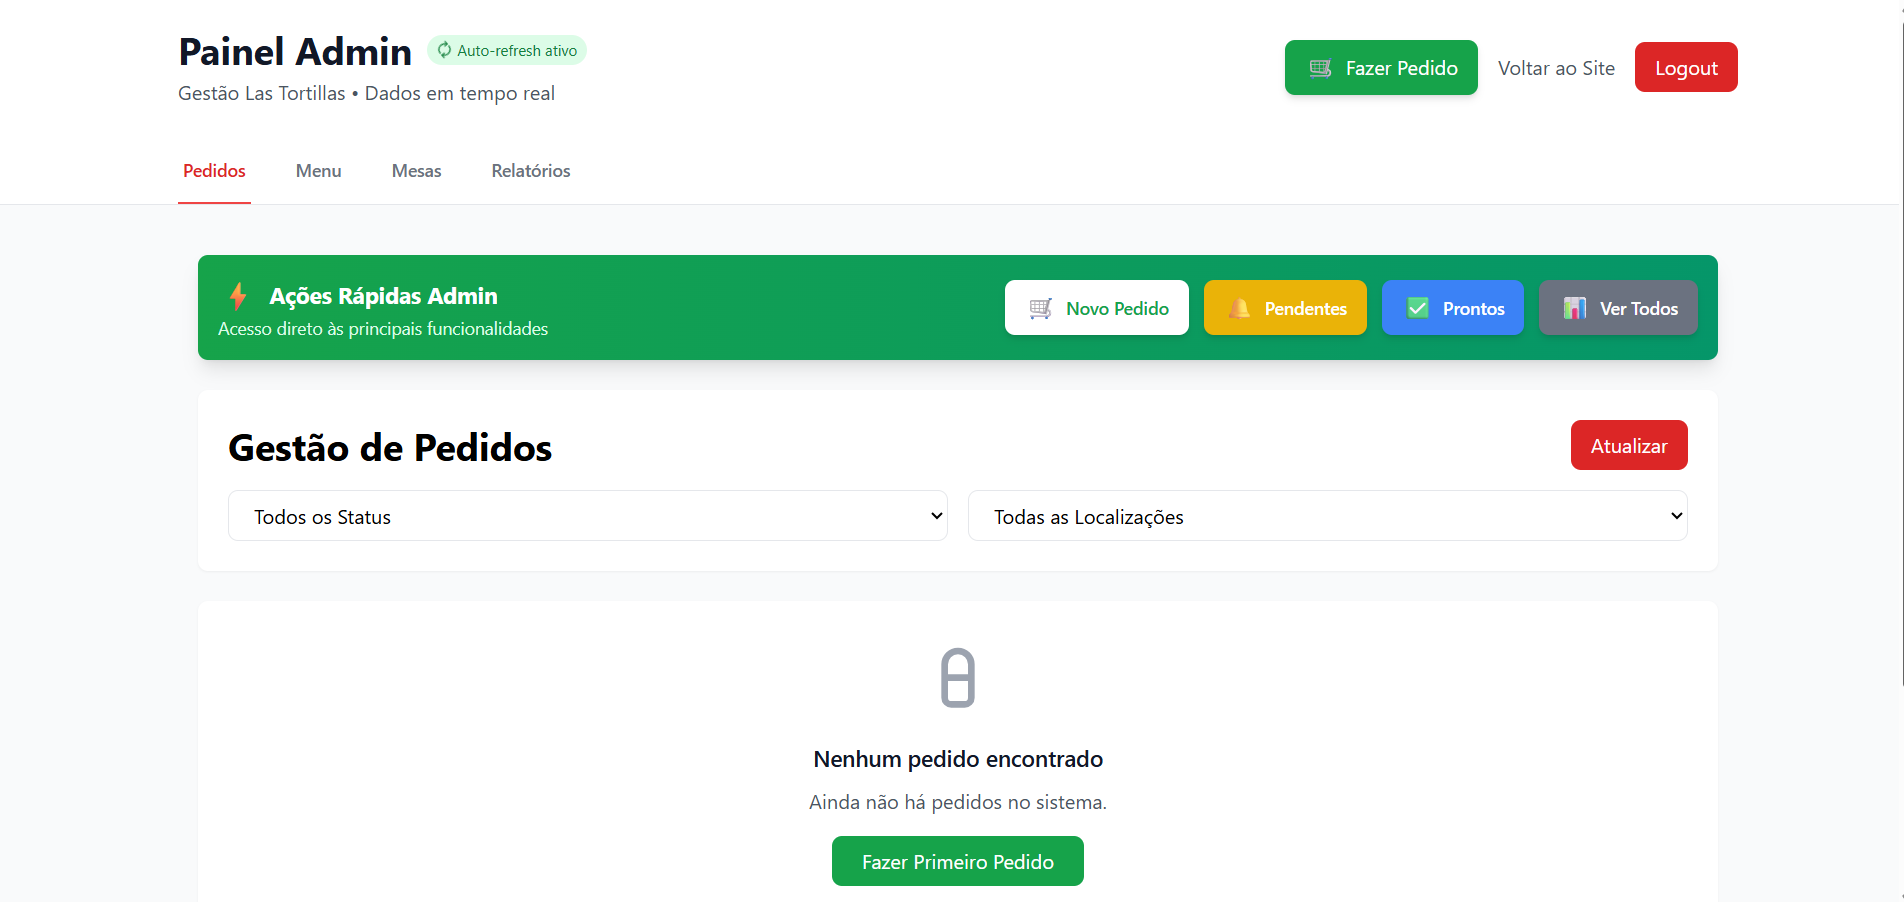 Painel Admin
Auto-refresh ativo
Gestão Las Tortillas • Dados em tempo real
Fazer Pedido
Voltar ao Site
Logout
Pedidos
Menu
Mesas
Relatórios
Ações Rápidas Admin
Acesso direto às principais funcionalidades
Novo Pedido
Pendentes
Prontos
Ver Todos
Gestão de Pedidos
Atualizar
Todos os Status
Todas as Localizações
Nenhum pedido encontrado
Ainda não há pedidos no sistema.
Fazer Primeiro Pedido